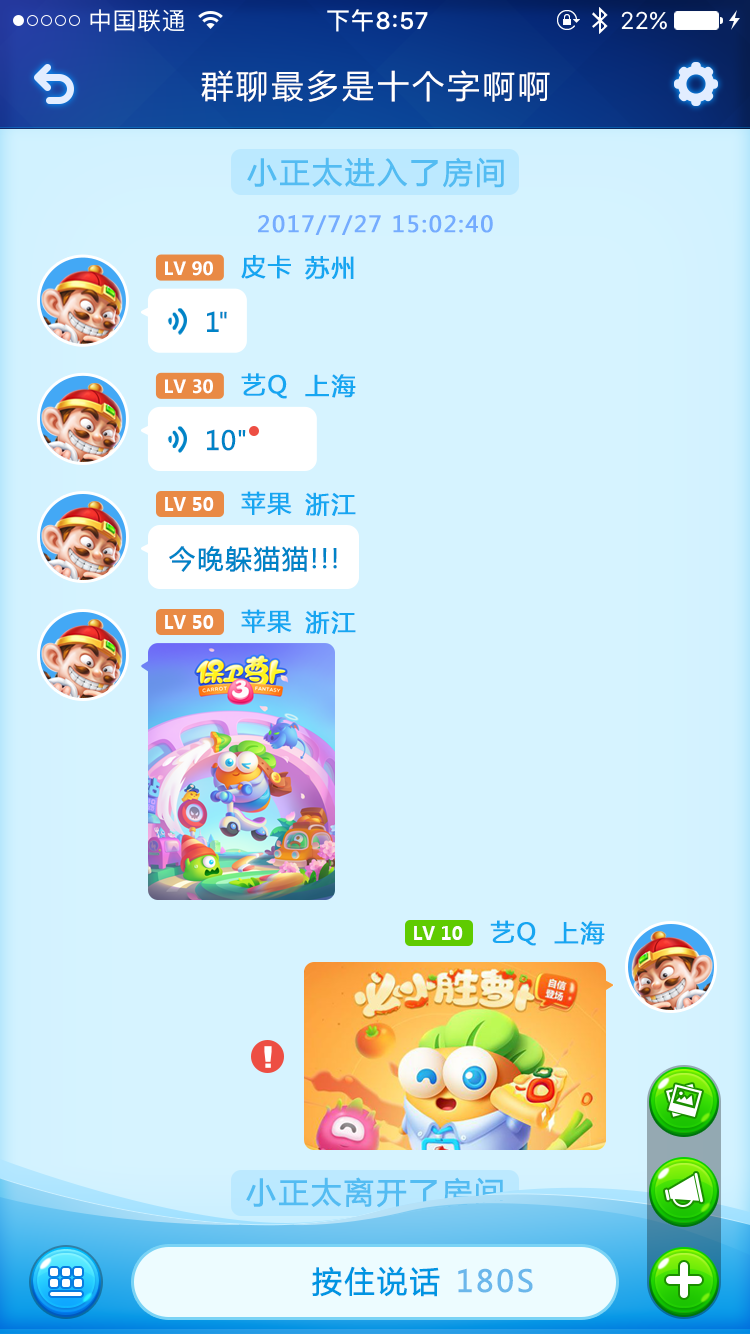 中国联通 下午8:57 22%
群聊最多是十个字啊啊
小正太进入了房间
2017/7/27 15:02:40
LV 90 皮卡 苏州
1"
LV 30 艺Q 上海
10"
LV 50 苹果 浙江
今晚躲猫猫!!!
LV 50 苹果 浙江
保卫萝卜
CARROT FANTASY
3
LV 10 艺Q 上海
必胜萝卜
自信
登场
小正太离开了房间
按住说话 180S